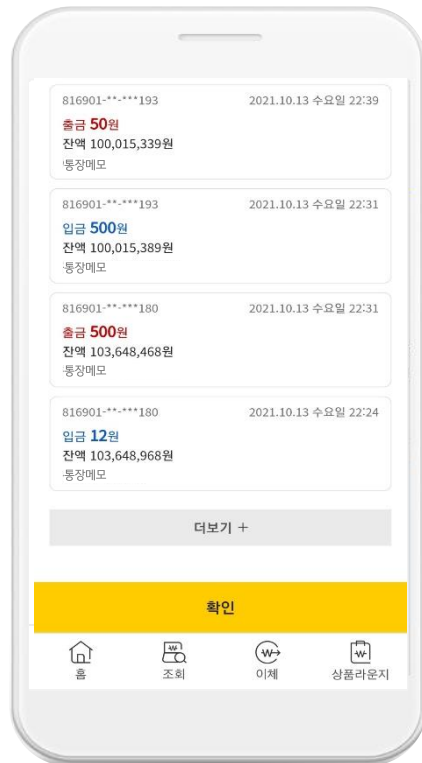 816901-**-***193 2021.10.13 수요일 22:39
출금 50원
잔액 100,015,339원
통장메모
816901-**-***193 2021.10.13 수요일 22:31
입금 500원
잔액 100,015,389원
통장메모
816901-**-***180 2021.10.13 수요일 22:31
출금 500원
잔액 103,648,468원
통장메모
816901-**-***180 2021.10.13 수요일 22:24
입금 12원
잔액 103,648,968원
통장메모
더보기 +
확인
홈 조회 이체 상품라운지